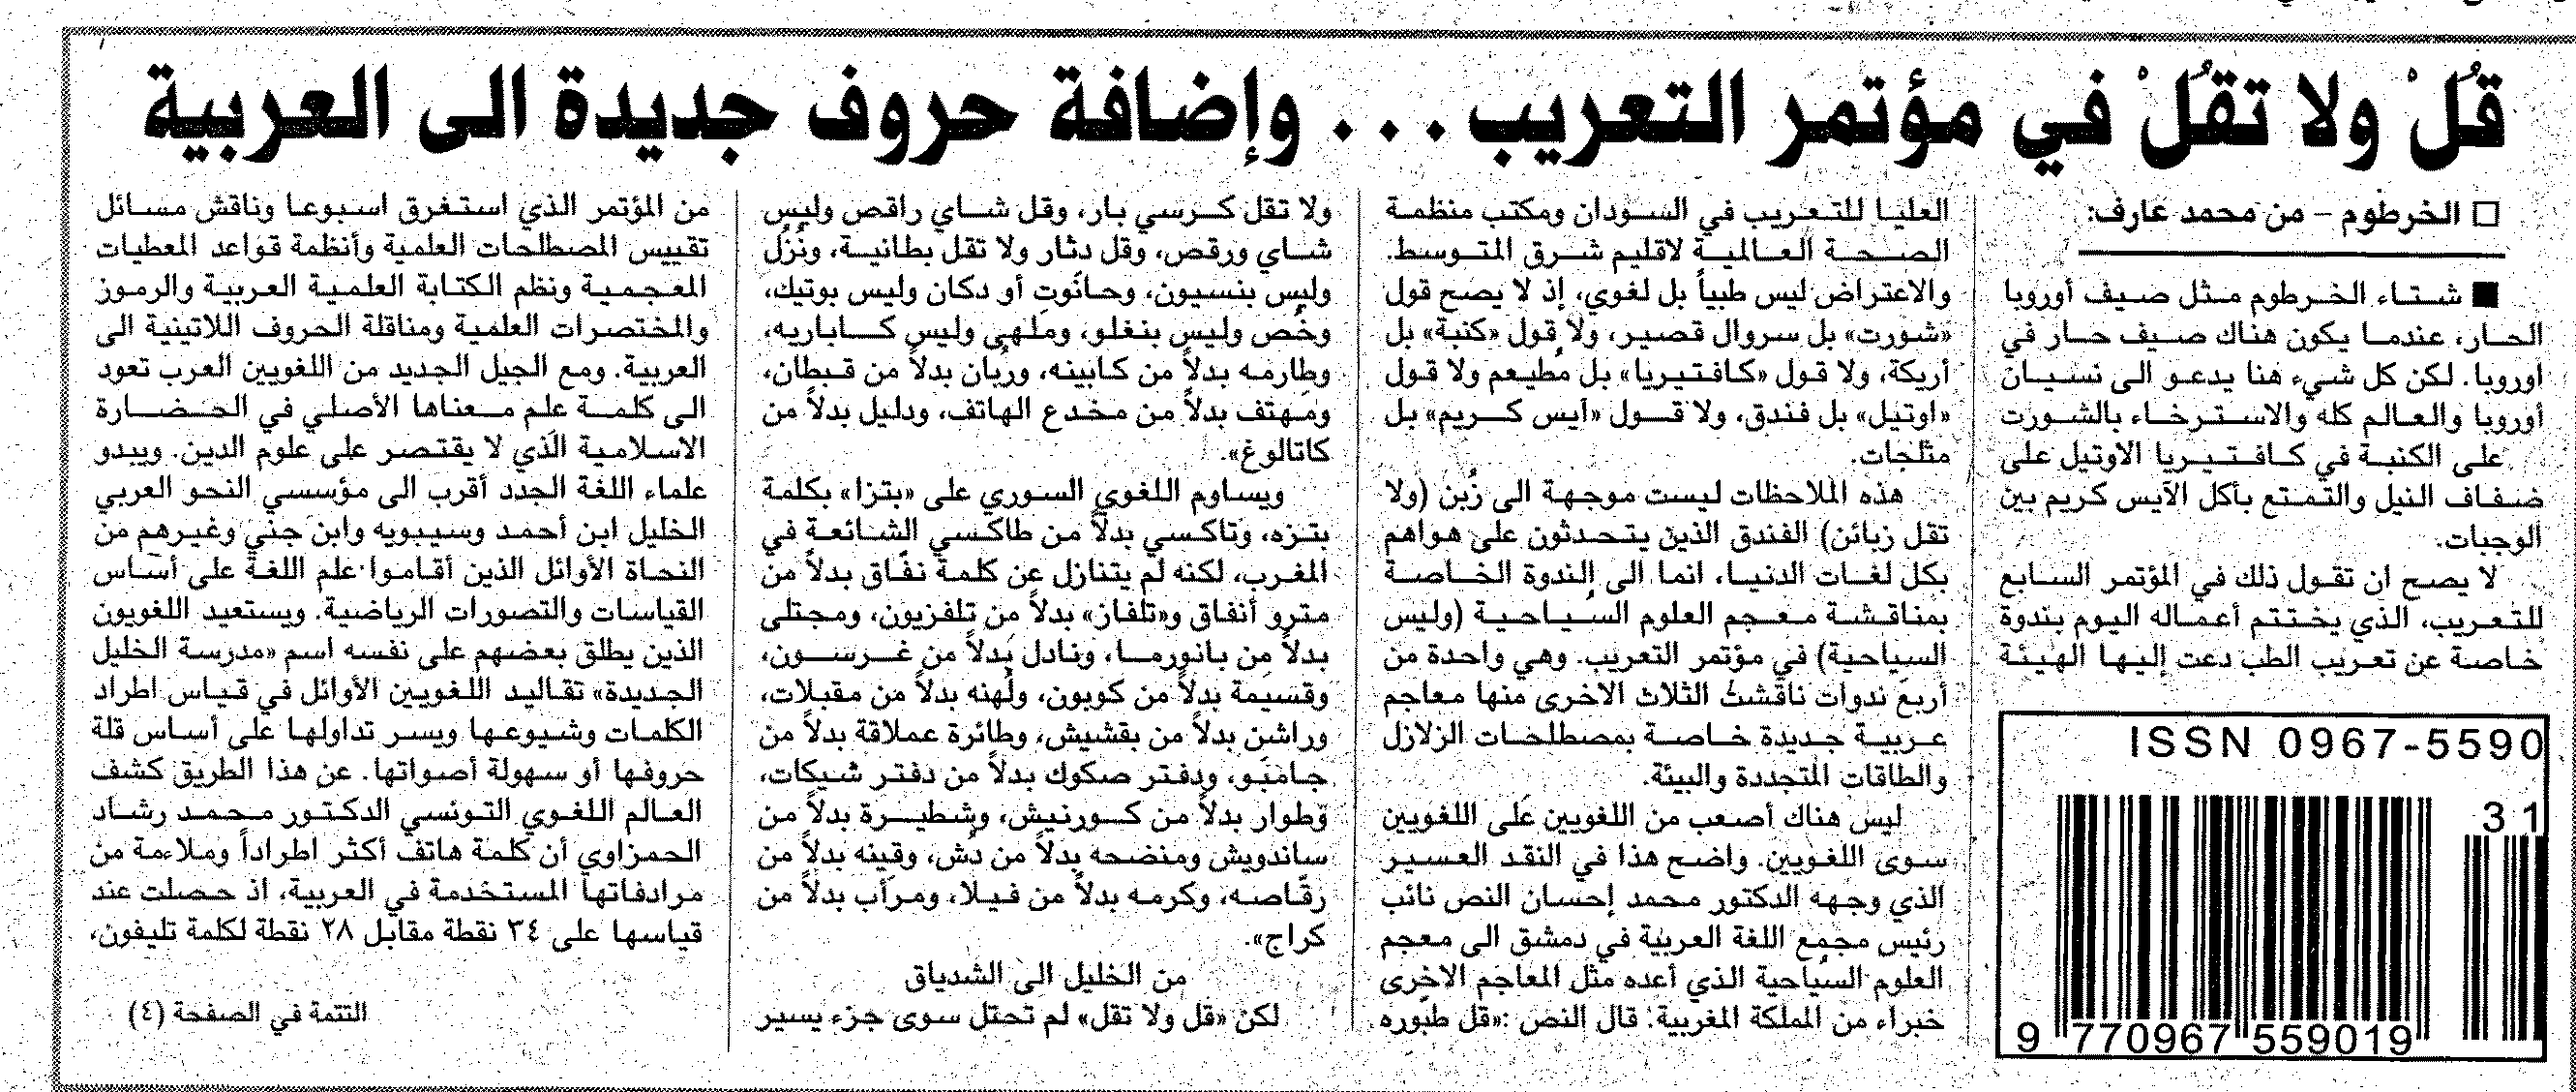 قُلْ ولا تقُلْ في مؤتمر التعريب... وإضافة حروف جديدة الى العربية
□ الخرطوم - من محمد عارف:
■ شتاء الخرطوم مثل صيف أوروبا
الحار، عندما يكون هناك صيف حار في
أوروبا. لكن كل شيء هنا يدعو الى نسيان
أوروبا والعالم كله والاسترخاء بالشورت
على الكنبة في كافتيريا الاوتيل على
ضفاف النيل والتمتع بأكل الآيس كريم بين
الوجبات.
لا يصح ان تقول ذلك في المؤتمر السابع
للتعريب، الذي يختتم أعماله اليوم بندوة
خاصة عن تعريب الطب دعت إليها الهيئة
ISSN 0967-5590
31
9 770967 559019
العليا للتعريب في السودان ومكتب منظمة
الصحة العالمية لاقليم شرق المتوسط.
والاعتراض ليس طبياً بل لغوي، إذ لا يصح قول
«شورت» بل سروال قصير، ولا قول «كنبة» بل
أريكة، ولا قول «كافتيريا» بل مُطيعم ولا قول
«اوتيل» بل فندق، ولا قول «آيس كريم» بل
مثلجات.
هذه الملاحظات ليست موجهة الى زُبن (ولا
تقل زبائن) الفندق الذين يتحدثون على هواهم
بكل لغات الدنيا، انما الى الندوة الخاصة
بمناقشة معجم العلوم السُياحية (وليس
السياحية) في مؤتمر التعريب. وهي واحدة من
أربع ندوات ناقشت الثلاث الاخرى منها معاجم
عربية جديدة خاصة بمصطلحات الزلازل
والطاقات المتجددة والبيئة.
ليس هناك أصعب من اللغويين على اللغويين
سوى اللغويين. واضح هذا في النقد العسير
الذي وجهه الدكتور محمد إحسان النص نائب
رئيس مجمع اللغة العربية في دمشق الى معجم
العلوم السُياحية الذي أعده مثل المعاجم الاخرى
خبراء من المملكة المغربية. قال النص: «قل طبوره
ولا تقل كرسي بار، وقل شاي راقص وليس
شاي ورقص، وقل دثار ولا تقل بطانية، ونُزُل
وليس بنسيون، وحانوت أو دكان وليس بوتيك،
وخُص وليس بنغلو، وملهى وليس كاباريه،
وطارمه بدلاً من كابينه، ورُبان بدلاً من قبطان،
ومهتف بدلاً من مخدع الهاتف، ودليل بدلاً من
كاتالوغ».
ويساوم اللغوي السوري على «بتزا» بكلمة
بتزه، وتاكسي بدلاً من طاكسي الشائعة في
المغرب، لكنه لم يتنازل عن كلمة نفّاق بدلاً من
مترو أنفاق و«تلفاز» بدلاً من تلفزيون، ومجتلى
بدلاً من بانورما، ونادل بدلاً من غرسون،
وقسيمة بدلاً من كوبون، ولُهنه بدلاً من مقبلات،
وراشن بدلاً من بقشيش، وطائرة عملاقة بدلاً من
جامبو، ودفتر صكوك بدلاً من دفتر شيكات،
وطوار بدلاً من كورنيش، وشطيرة بدلاً من
ساندويش ومنضحه بدلاً من دُش، وقينه بدلاً من
رقّاصه، وكرمه بدلاً من فيلا، ومرآب بدلاً من
كراج».
من الخليل الى الشدياق
لكن «قل ولا تقل» لم تحتل سوى جزء يسير
من المؤتمر الذي استغرق اسبوعا وناقش مسائل
تقييس المصطلحات العلمية وأنظمة قواعد المعطيات
المعجمية ونظم الكتابة العلمية العربية والرموز
والمختصرات العلمية ومناقلة الحروف اللاتينية الى
العربية. ومع الجيل الجديد من اللغويين العرب تعود
الى كلمة علم معناها الأصلي في الحضارة
الاسلامية الذي لا يقتصر على علوم الدين. ويبدو
علماء اللغة الجدد أقرب الى مؤسسي النحو العربي
الخليل ابن أحمد وسيبويه وابن جني وغيرهم من
النحاة الأوائل الذين أقاموا علم اللغة على أساس
القياسات والتصورات الرياضية. ويستعيد اللغويون
الذين يطلق بعضهم على نفسه اسم «مدرسة الخليل
الجديدة» تقاليد اللغويين الأوائل في قياس اطراد
الكلمات وشيوعها ويسر تداولها على أساس قلة
حروفها أو سهولة أصواتها. عن هذا الطريق كشف
العالم اللغوي التونسي الدكتور محمد رشاد
الحمزاوي أن كلمة هاتف أكثر اطراداً وملاءمة من
مرادفاتها المستخدمة في العربية، اذ حصلت عند
قياسها على ٣٤ نقطة مقابل ٢٨ نقطة لكلمة تليفون،
التتمة في الصفحة (٤)